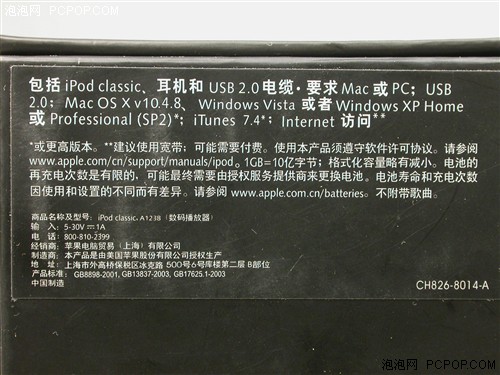 泡泡网 PCPOP.COM
包括 iPod classic、耳机和 USB 2.0 电缆·要求 Mac 或 PC；USB
2.0；Mac OS X v10.4.8、Windows Vista 或者 Windows XP Home
或 Professional (SP2)*；iTunes 7.4*；Internet 访问**
*或更高版本。**建议使用宽带，可能需要付费。使用本产品须遵守软件许可协议。请参阅
www.apple.com/cn/support/manuals/ipod。1GB=10亿字节；格式化容量略有减小。电池的
再充电次数是有限的，可能最终需要由授权服务提供商来更换电池。电池寿命和充电次数
因使用和设置的不同而有差异。请参阅 www.apple.com/cn/batteries。不附带歌曲。
商品名称及型号：iPod classic，A1238（数码播放器）
输 入：5-30V⎓1A
电 话：800-810-2399
经销商：苹果电脑贸易（上海）有限公司
制造商：本产品是由美国苹果股份有限公司授权生产
地 址：上海市外高桥保税区冰克路 500号6号库楼第二层 B部位
产品标准：GB8898-2001, GB13837-2003, GB17625.1-2003
中国制造
CH826-8014-A
泡泡网 PCPOP.COM